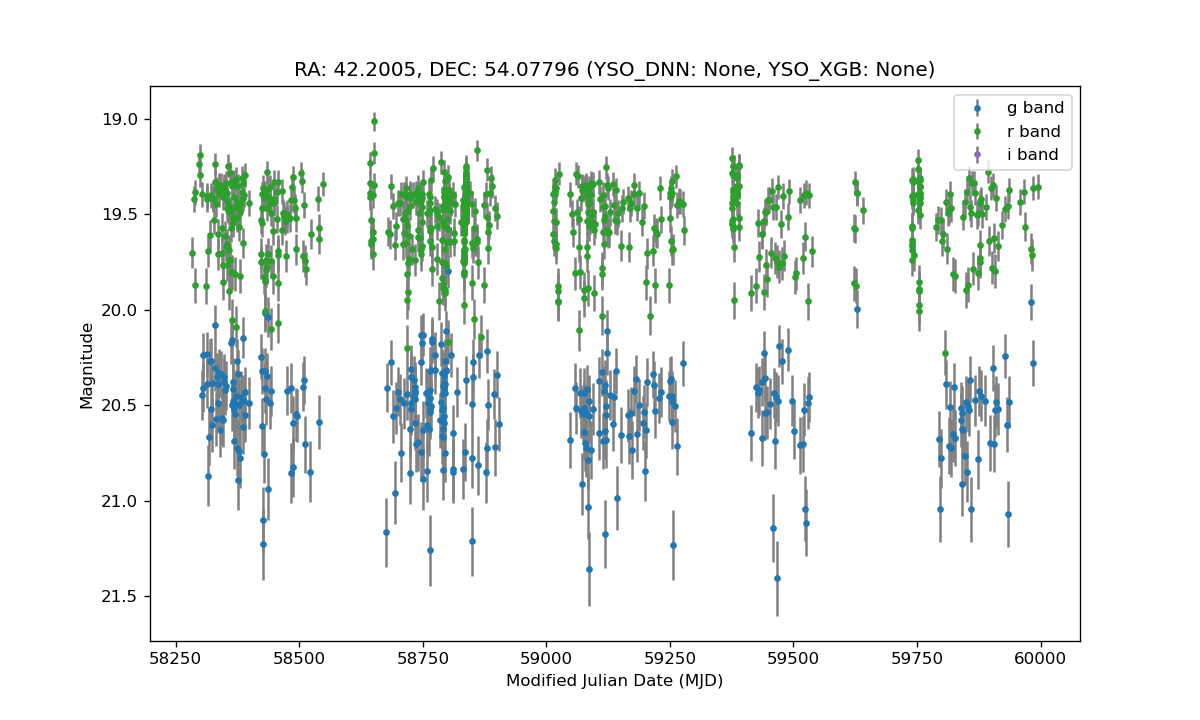 RA: 42.2005, DEC: 54.07796 (YSO_DNN: None, YSO_XGB: None)
g band
r band
i band
19.0
19.5
20.0
20.5
21.0
21.5
Magnitude
58250 58500 58750 59000 59250 59500 59750 60000
Modified Julian Date (MJD)